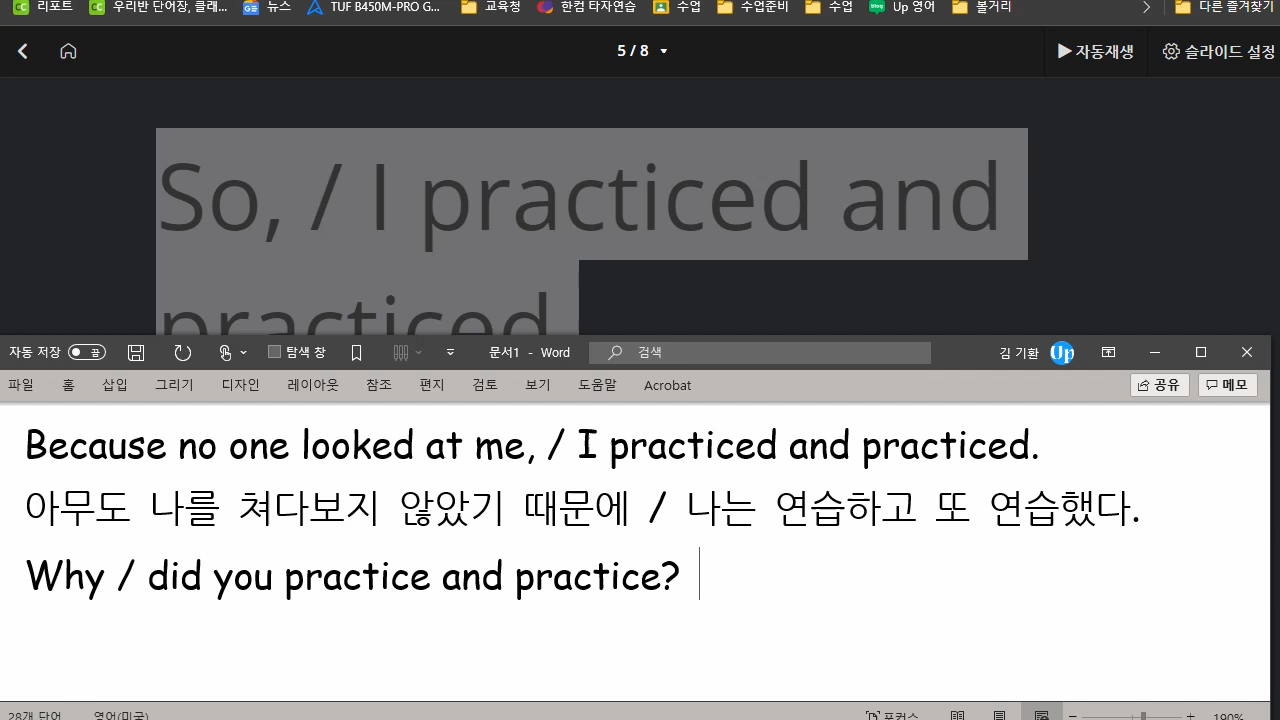 리포트 우리반 단어장, 클래... 뉴스 TUF B450M-PRO G... 교육청 한컴 타자연습 수업 수업준비 수업 Up 영어 볼거리 다른 즐겨찾기
5 / 8 자동재생 슬라이드 설정
So, / I practiced and
practiced
자동 저장 끔 탐색 창 문서1 - Word 검색 김 기환 Up
파일 홈 삽입 그리기 디자인 레이아웃 참조 편지 검토 보기 도움말 Acrobat 공유 메모
Because no one looked at me, / I practiced and practiced.
아무도 나를 쳐다보지 않았기 때문에 / 나는 연습하고 또 연습했다.
Why / did you practice and practice?
28개 단어 영어(미국) 포커스 190%